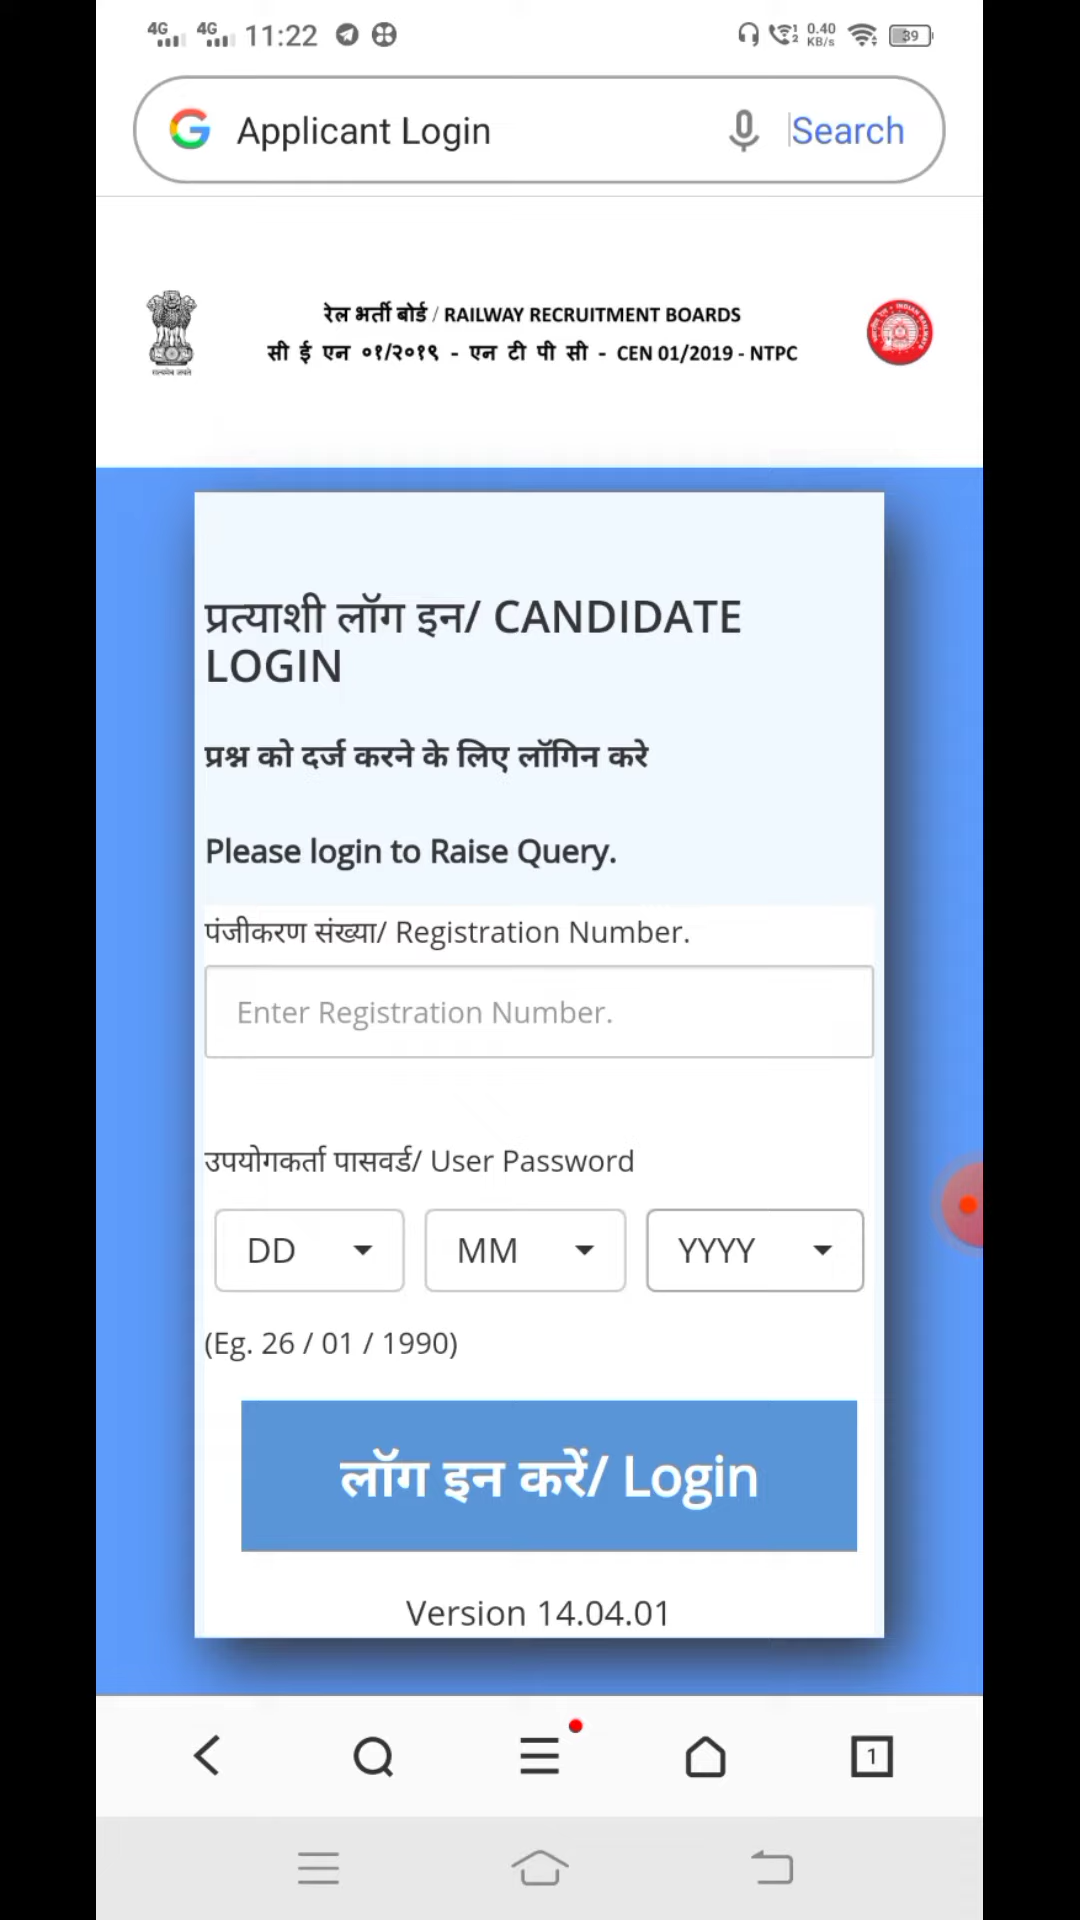 4G 4G 11:22 0.40 KB/s 39
Applicant Login Search
रेल भर्ती बोर्ड / RAILWAY RECRUITMENT BOARDS
सी ई एन ०१/२०१९ - एन टी पी सी - CEN 01/2019 - NTPC
सत्यमेव जयते
प्रत्याशी लॉग इन/ CANDIDATE
LOGIN
प्रश्न को दर्ज करने के लिए लॉगिन करे
Please login to Raise Query.
पंजीकरण संख्या/ Registration Number.
Enter Registration Number.
उपयोगकर्ता पासवर्ड/ User Password
DD MM YYYY
(Eg. 26 / 01 / 1990)
लॉग इन करें/ Login
Version 14.04.01
1